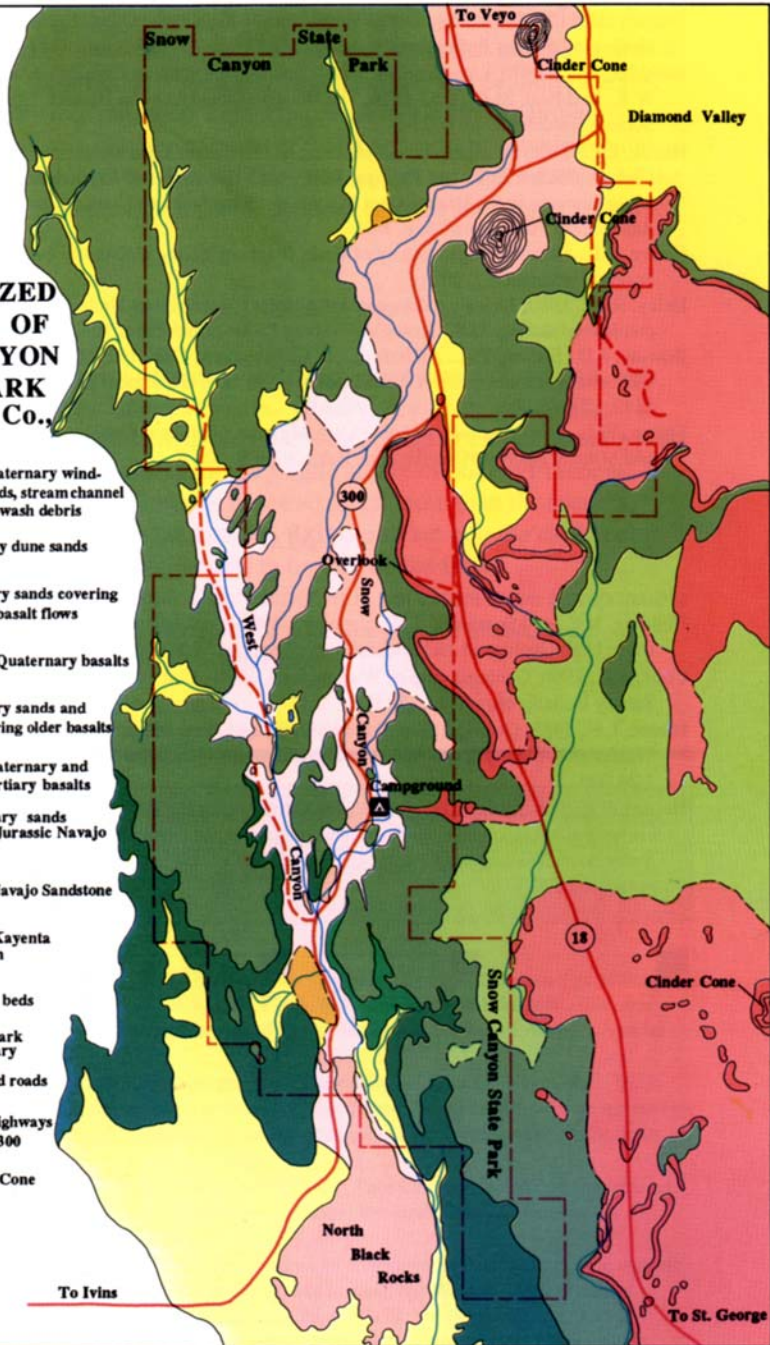 To Veyo
Snow State
Canyon Park
Cinder Cone
Diamond Valley
Cinder Cone
ZED
OF
YON
ARK
Co.,
aternary wind-
ds, stream channel
wash debris
y dune sands
ry sands covering
basalt flows
Quaternary basalts
ry sands and
ring older basalts
aternary and
rtiary basalts
ary sands
Jurassic Navajo
avajo Sandstone
Kayenta
n
beds
ark
ry
d roads
ighways
300
Cone
300
Overlook
Snow
Canyon
West
Canyon
Campground
18
Cinder Cone
Snow Canyon State Park
North
Black
Rocks
To Ivins
To St. George